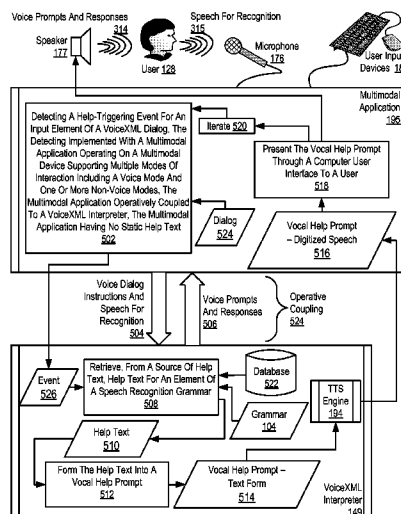 Voice Prompts And Responses
314
Speech For Recognition
315
Speaker
177
User 128
Microphone
176
User Input
Devices
Multimodal
Application
195
Detecting A Help-Triggering Event For An
Input Element Of A VoiceXML Dialog, The
Detecting Implemented With A Multimodal
Application Operating On A Multimodal
Device Supporting Multiple Modes Of
Interaction Including A Voice Mode And
One Or More Non-Voice Modes, The
Multimodal Application Operatively Coupled
To A VoiceXML Interpreter, The Multimodal
Application Having No Static Help Text
502
Iterate 520
Present The Vocal Help Prompt
Through A Computer User
Interface To A User
518
Dialog
524
Vocal Help Prompt
– Digitized Speech
516
Voice Dialog
Instructions And
Speech For
Recognition
504
Voice Prompts
And Responses
506
Operative
Coupling
524
Event
526
Retrieve, From A Source Of Help
Text, Help Text For An Element Of
A Speech Recognition Grammar
508
Database
522
TTS
Engine
194
Grammar
104
Help Text
510
Form The Help Text Into A
Vocal Help Prompt
512
Vocal Help Prompt –
Text Form
514
VoiceXML
Interpreter
149